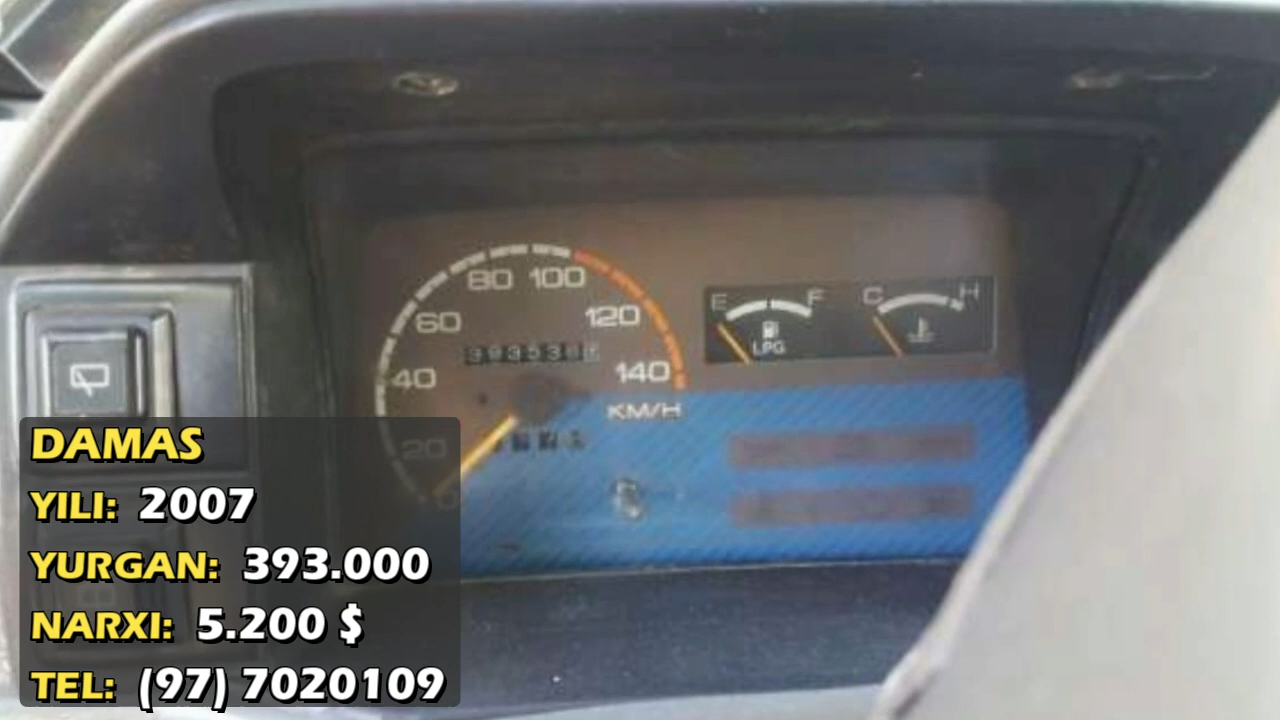 80 100
60 120
40 140
20 KM/H
0
E F
LPG
C H
DAMAS
YILI: 2007
YURGAN: 393.000
NARXI: 5.200 $
TEL: (97) 7020109